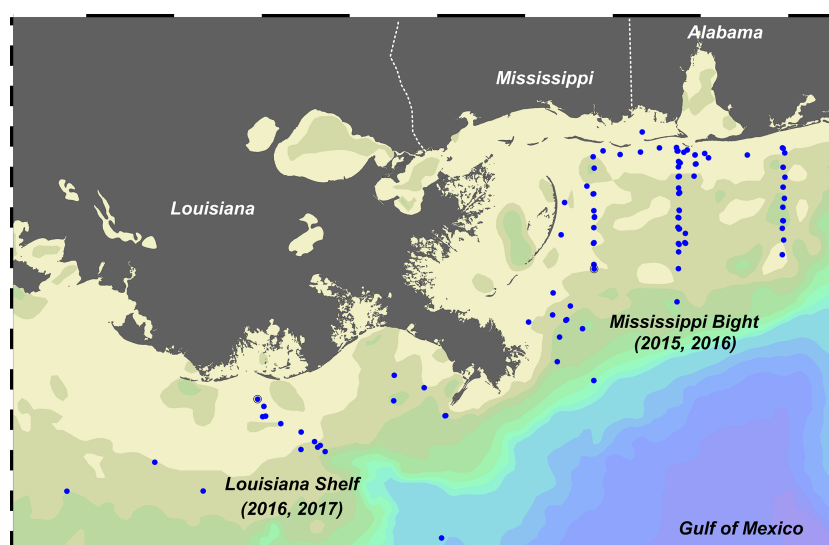 Alabama
Mississippi
Louisiana
Mississippi Bight
(2015, 2016)
Louisiana Shelf
(2016, 2017)
Gulf of Mexico